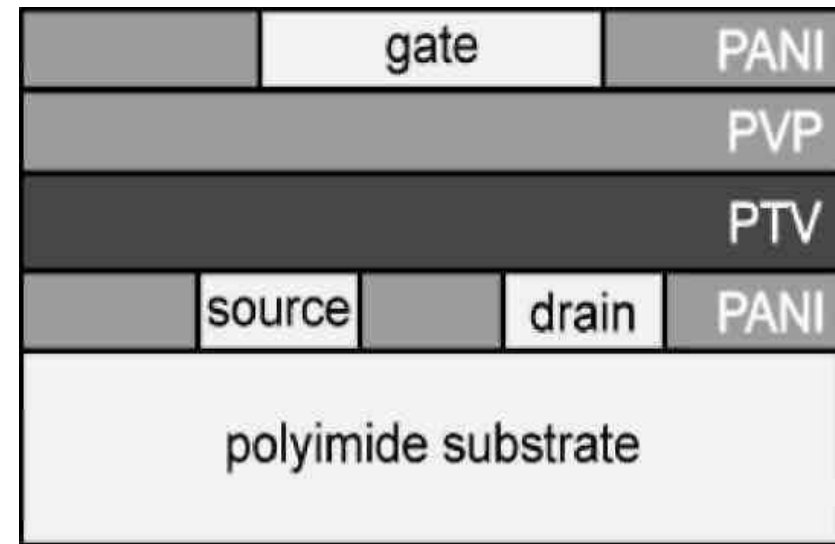 gate PANI
PVP
PTV
source drain PANI
polyimide substrate